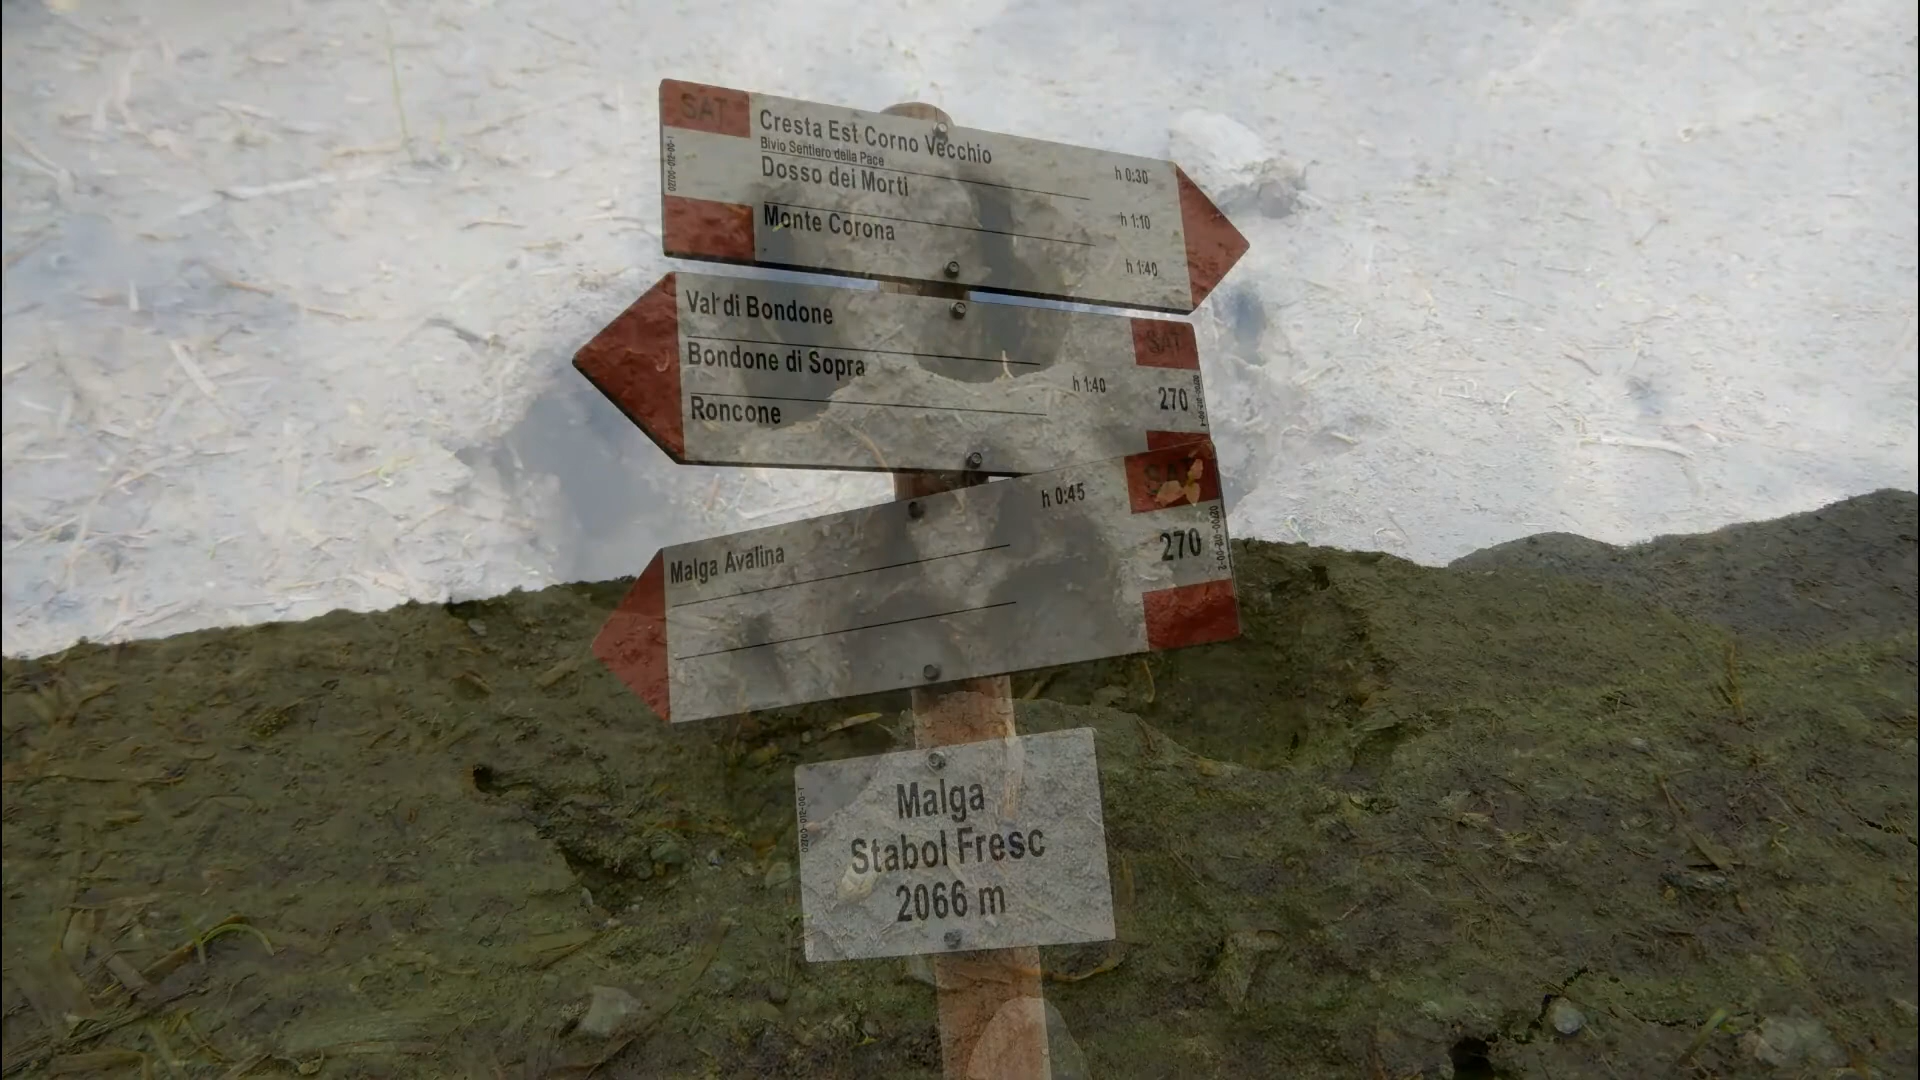 SAT
Cresta Est Corno Vecchio
Bivio Sentiero della Pace
h 0:30
Dosso dei Morti
h 1:10
Monte Corona
h 1:40
Val di Bondone
SAT
Bondone di Sopra
h 1:40
270
Roncone
SAT
h 0:45
270
Malga Avalina
Malga
Stabol Fresc
2066 m